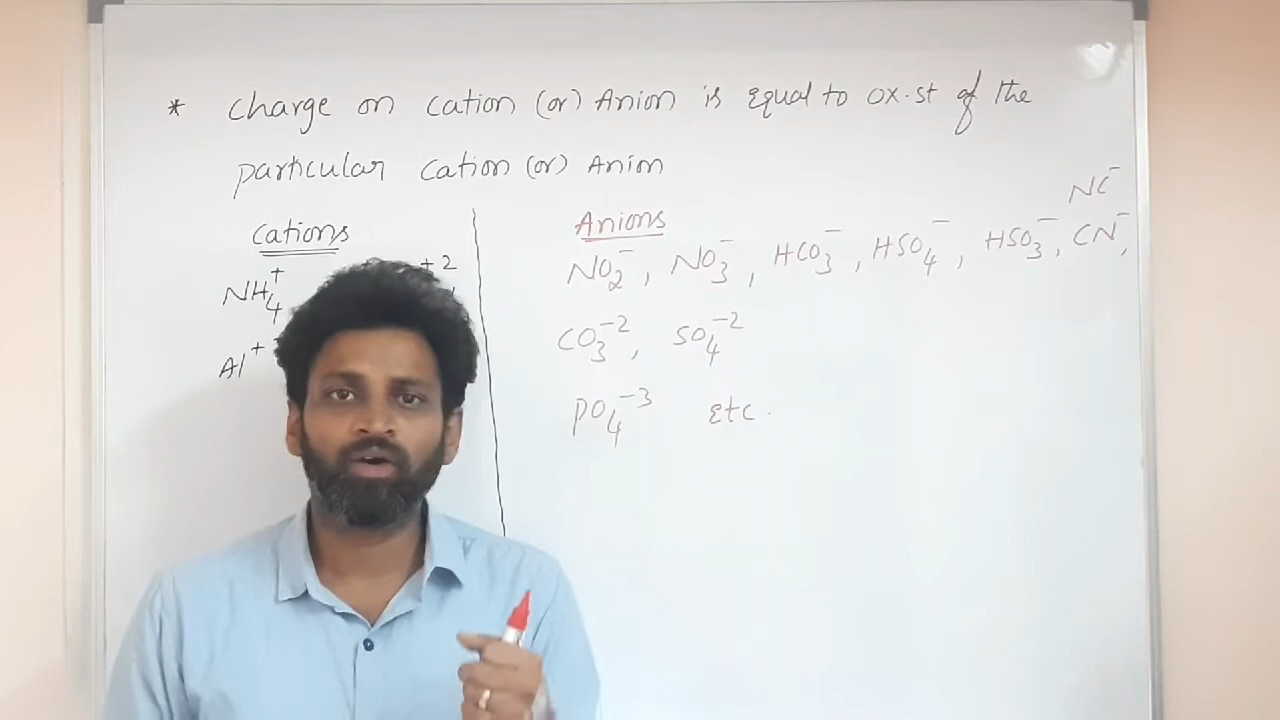 * Charge on cation (or) Anion is Equal to ox.st of the
particular cation (or) Anion
Cations
NH₄⁺ + +2
Al⁺
Anions
NC⁻
NO₂⁻, NO₃⁻, HCO₃⁻, HSO₄⁻, HSO₃⁻, CN⁻,
CO₃⁻², SO₄⁻²
PO₄⁻³ Etc.